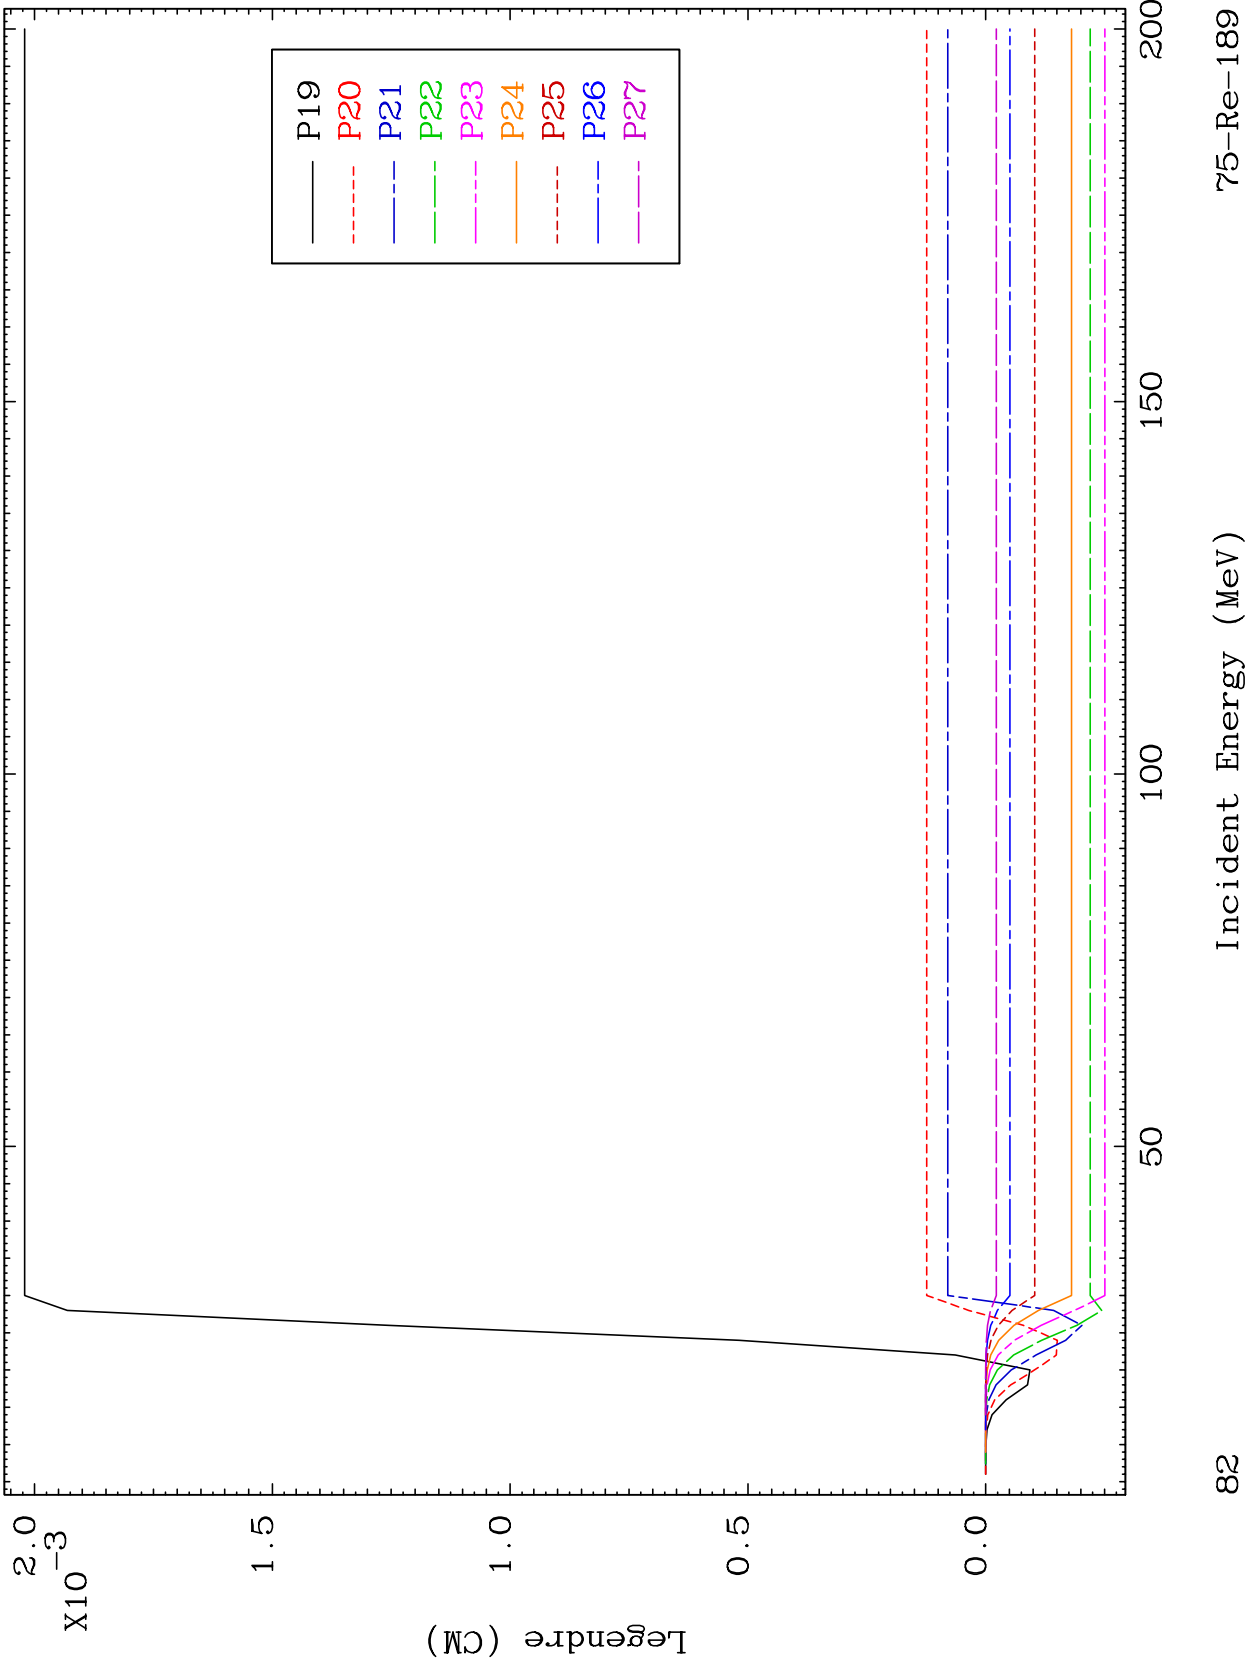 2.0
X10-3
1.5
1.0
0.5
0.0
Legendre (CM)
P19
P20
P21
P22
P23
P24
P25
P26
P27
50
100
150
200
82
Incident Energy (MeV)
75-Re-189